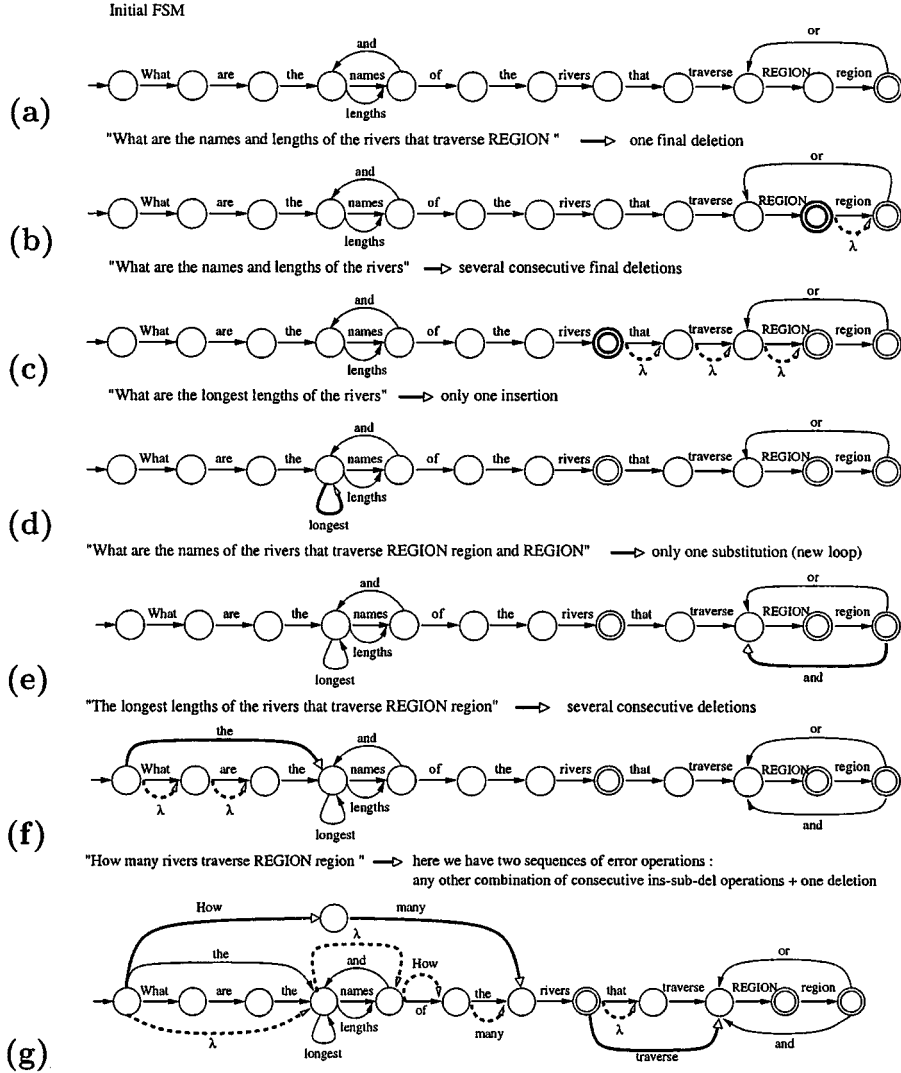 Initial FSM
and or
What are the names of the rivers that traverse REGION region
lengths
(a)
"What are the names and lengths of the rivers that traverse REGION " one final deletion
and or
What are the names of the rivers that traverse REGION region
lengths λ
(b)
"What are the names and lengths of the rivers" several consecutive final deletions
and or
What are the names of the rivers that traverse REGION region
lengths λ λ λ
(c)
"What are the longest lengths of the rivers" only one insertion
and or
What are the names of the rivers that traverse REGION region
lengths
longest
(d)
"What are the names of the rivers that traverse REGION region and REGION" only one substitution (new loop)
and or
What are the names of the rivers that traverse REGION region
lengths
longest and
(e)
"The longest lengths of the rivers that traverse REGION region" several consecutive deletions
the and or
What are the names of the rivers that traverse REGION region
λ λ lengths
longest and
(f)
"How many rivers traverse REGION region " here we have two sequences of error operations :
any other combination of consecutive ins-sub-del operations + one deletion
How many
λ
the and How or
What are the names of the rivers that traverse REGION region
λ lengths many λ
longest traverse and
(g)